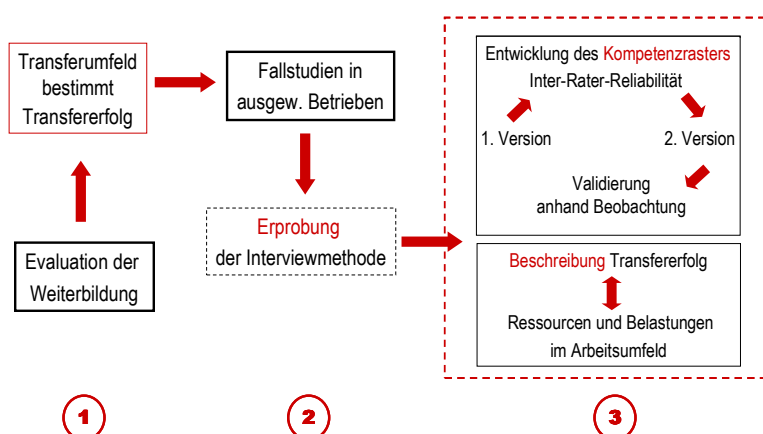 Transferumfeld
bestimmt
Transfererfolg
Evaluation der
Weiterbildung
Fallstudien in
ausgew. Betrieben
Erprobung
der Interviewmethode
Entwicklung des Kompetenzrasters
Inter-Rater-Reliabilität
1. Version
2. Version
Validierung
anhand Beobachtung
Beschreibung Transfererfolg
Ressourcen und Belastungen
im Arbeitsumfeld
1
2
3